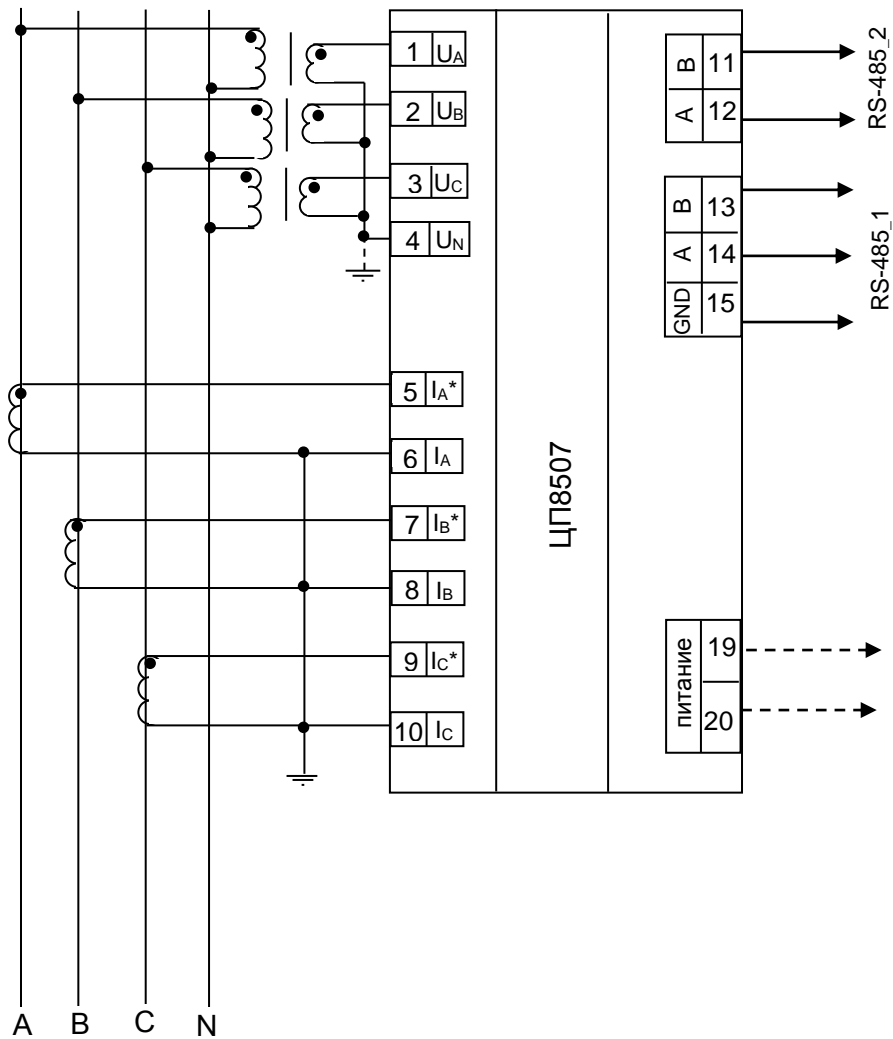 1 UA
2 UB
3 UC
4 UN
5 IA*
6 IA
7 IB*
8 IB
9 IC*
10 IC
ЦП8507
B 11
A 12
RS-485_2
B 13
A 14
GND 15
RS-485_1
питание 19
20
A B C N